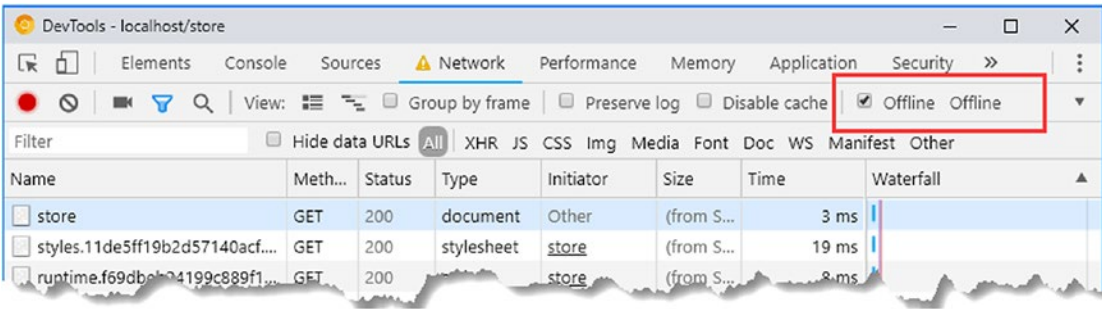 DevTools - localhost/store
Elements Console Sources Network Performance Memory Application Security »
View: Group by frame Preserve log Disable cache Offline Offline
Filter Hide data URLs All XHR JS CSS Img Media Font Doc WS Manifest Other
Name Meth... Status Type Initiator Size Time Waterfall
store GET 200 document Other (from S... 3 ms
styles.11de5ff19b2d57140acf.... GET 200 stylesheet store (from S... 19 ms
GET 200 store (from S... 8 ms